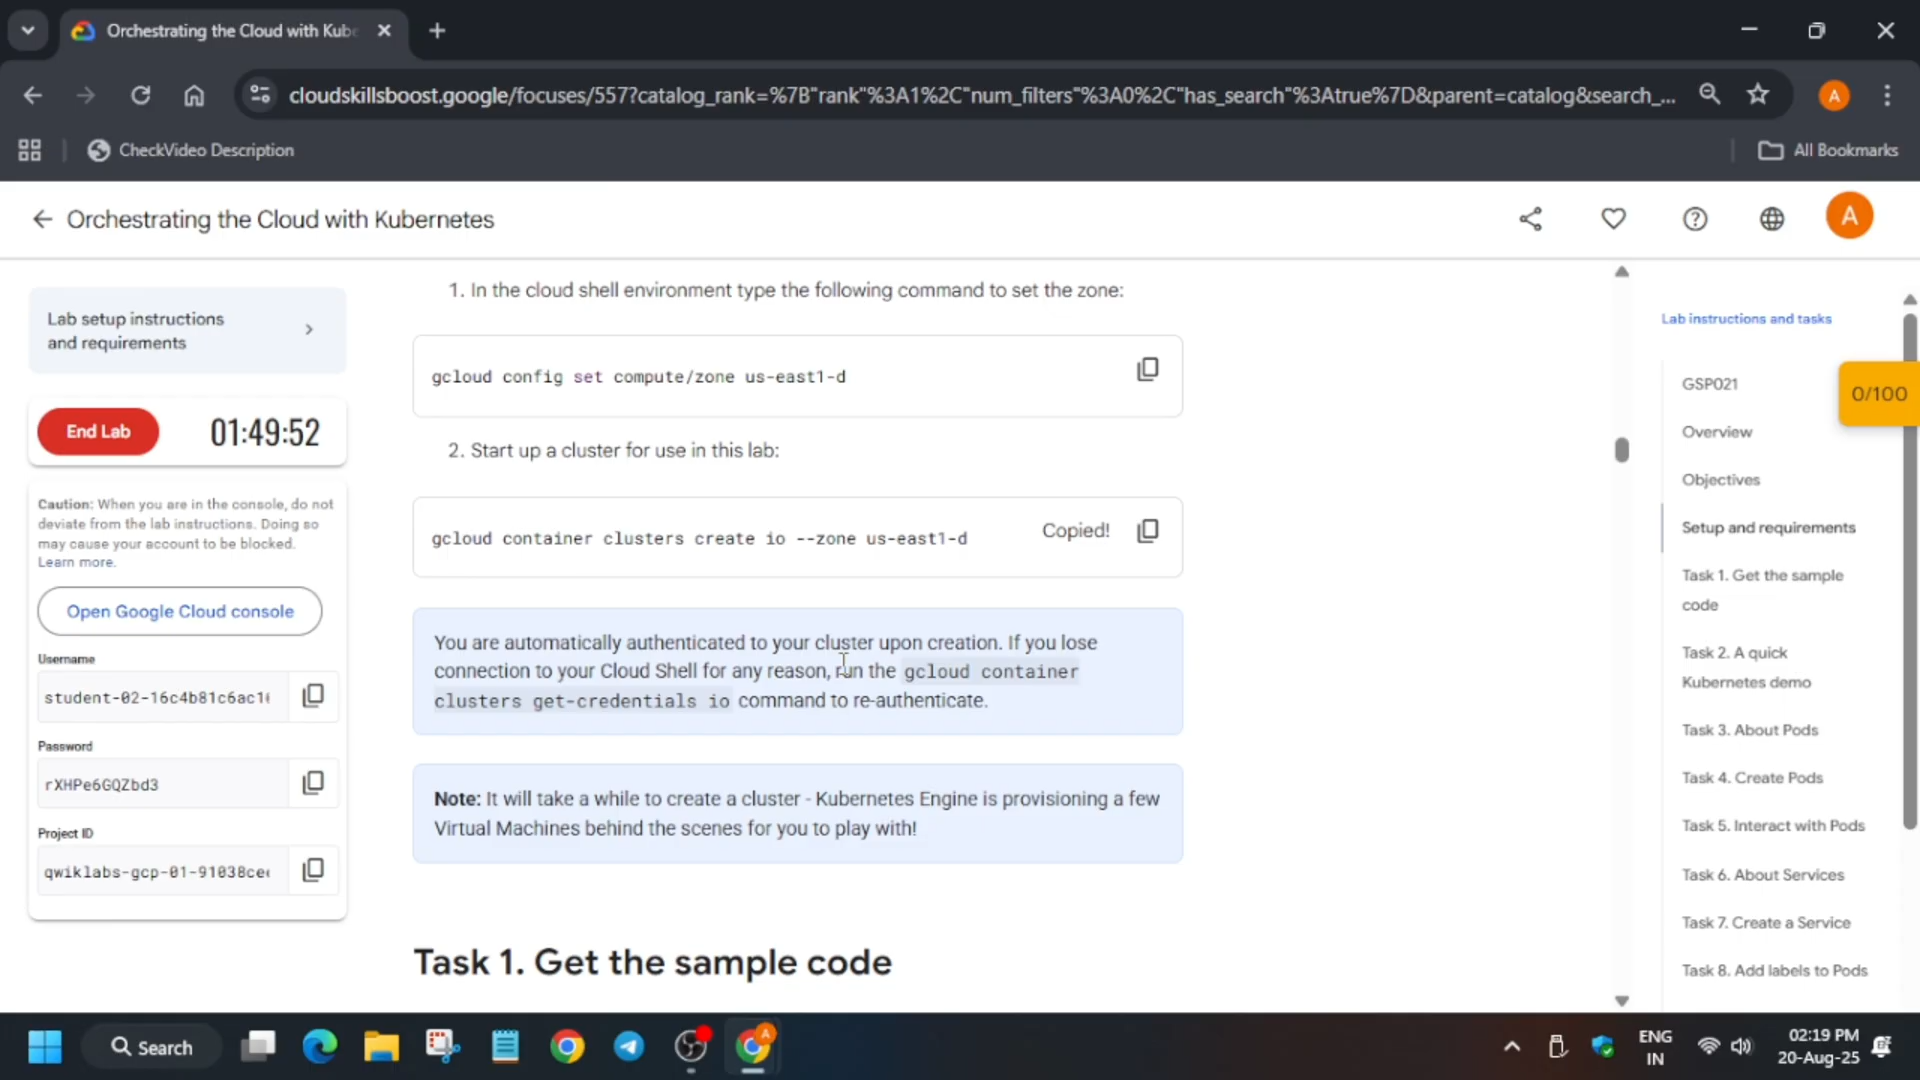 Orchestrating the Cloud with Kube
cloudskillsboost.google/focuses/557?catalog_rank=%7B"rank"%3A1%2C"num_filters"%3A0%2C"has_search"%3Atrue%7D&parent=catalog&search_...
A
CheckVideo Description
All Bookmarks
Orchestrating the Cloud with Kubernetes
A
Lab setup instructions
and requirements
End Lab
01:49:52
Caution: When you are in the console, do not
deviate from the lab instructions. Doing so
may cause your account to be blocked.
Learn more.
Open Google Cloud console
Username
student-02-16c4b81c6ac1
Password
rXHPe6GQZbd3
Project ID
qwiklabs-gcp-01-91038ce
1. In the cloud shell environment type the following command to set the zone:
gcloud config set compute/zone us-east1-d
2. Start up a cluster for use in this lab:
gcloud container clusters create io --zone us-east1-d
Copied!
You are automatically authenticated to your cluster upon creation. If you lose
connection to your Cloud Shell for any reason, run the gcloud container
clusters get-credentials io command to re-authenticate.
Note: It will take a while to create a cluster - Kubernetes Engine is provisioning a few
Virtual Machines behind the scenes for you to play with!
Task 1. Get the sample code
Lab instructions and tasks
GSP021
0/100
Overview
Objectives
Setup and requirements
Task 1. Get the sample
code
Task 2. A quick
Kubernetes demo
Task 3. About Pods
Task 4. Create Pods
Task 5. Interact with Pods
Task 6. About Services
Task 7. Create a Service
Task 8. Add labels to Pods
Search
A
ENG
IN
02:19 PM
20-Aug-25